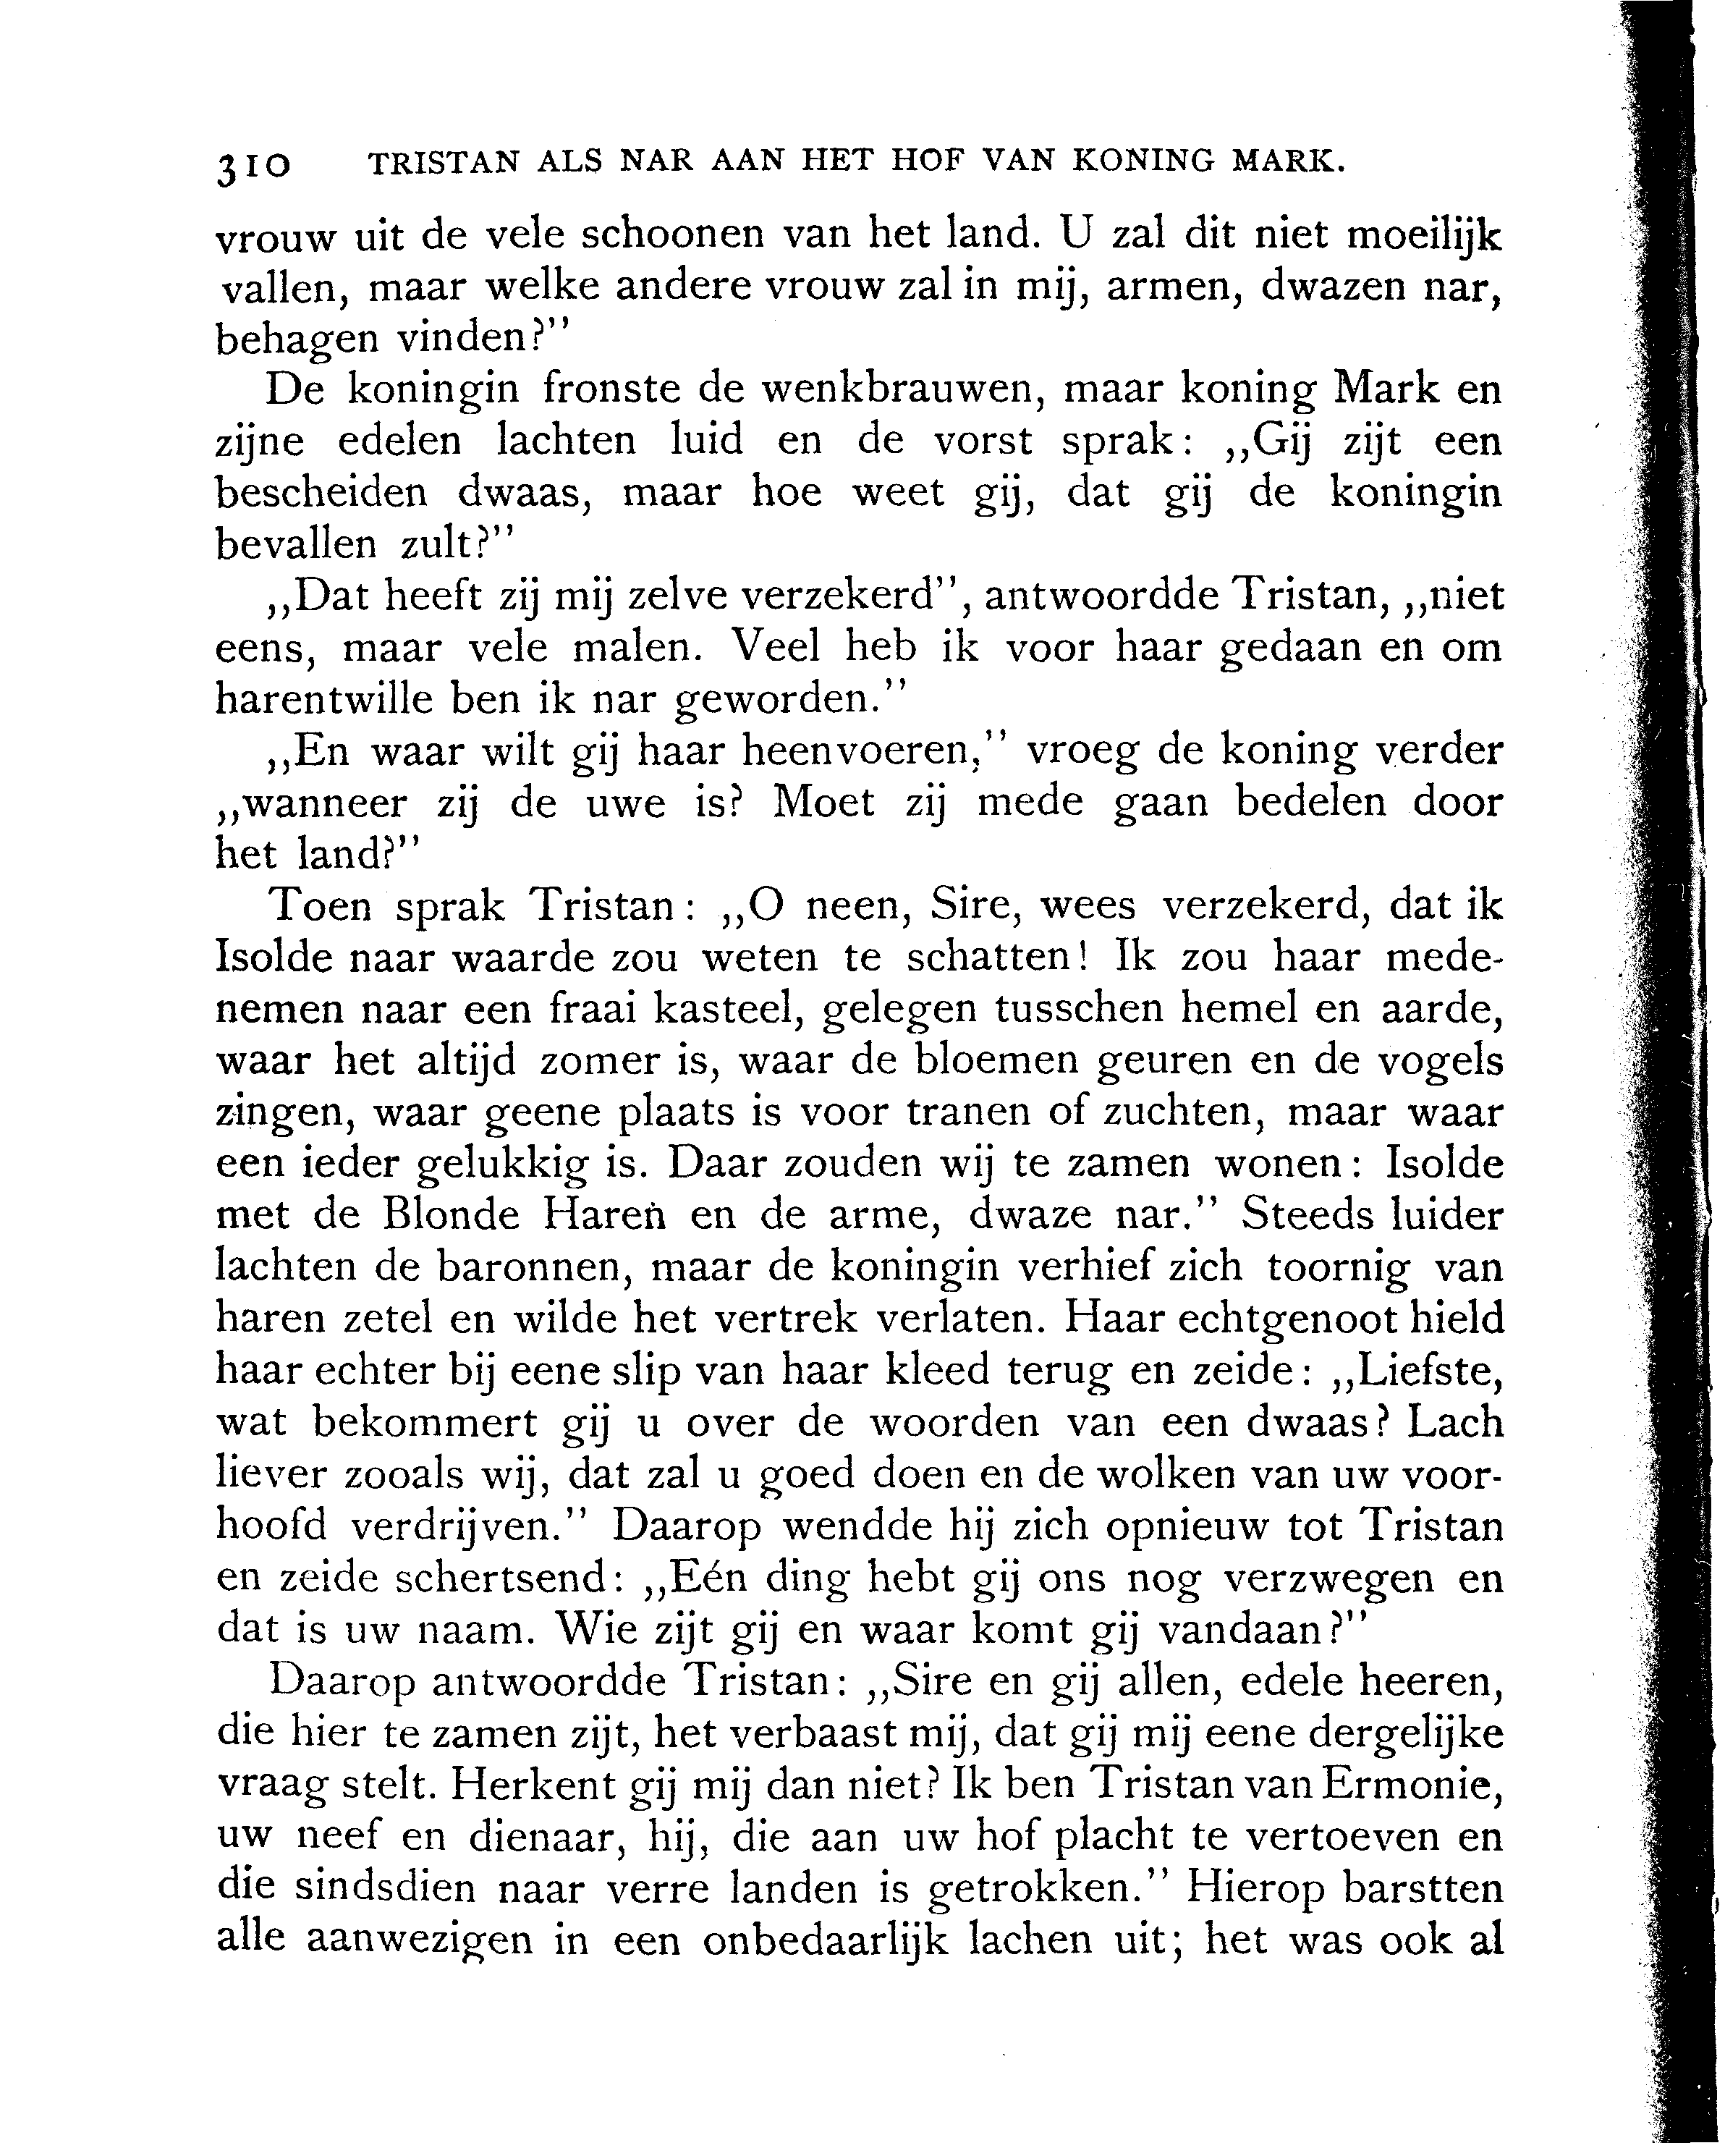 310 TRISTAN ALS NAR AAN HET HOF VAN KONING MARK.
vrouw uit de vele schoonen van het land. U zal dit niet moeilijk
vallen, maar welke andere vrouw zal in mij, armen, dwazen nar,
behagen vinden?’’
De koningin fronste de wenkbrauwen, maar koning Mark en
zijne edelen lachten luid en de vorst sprak: ,,Gij zijt een
bescheiden dwaas, maar hoe weet gij, dat gij de koningin
bevallen zult?’’
,,Dat heeft zij mij zelve verzekerd’’, antwoordde Tristan, ,,niet
eens, maar vele malen. Veel heb ik voor haar gedaan en om
harentwille ben ik nar geworden.’’
,,En waar wilt gij haar heenvoeren,’’ vroeg de koning verder
,,wanneer zij de uwe is? Moet zij mede gaan bedelen door
het land?’’
Toen sprak Tristan: ,,O neen, Sire, wees verzekerd, dat ik
Isolde naar waarde zou weten te schatten! Ik zou haar mede-
nemen naar een fraai kasteel, gelegen tusschen hemel en aarde,
waar het altijd zomer is, waar de bloemen geuren en de vogels
zingen, waar geene plaats is voor tranen of zuchten, maar waar
een ieder gelukkig is. Daar zouden wij te zamen wonen: Isolde
met de Blonde Haren en de arme, dwaze nar.’’ Steeds luider
lachten de baronnen, maar de koningin verhief zich toornig van
haren zetel en wilde het vertrek verlaten. Haar echtgenoot hield
haar echter bij eene slip van haar kleed terug en zeide: ,,Liefste,
wat bekommert gij u over de woorden van een dwaas? Lach
liever zooals wij, dat zal u goed doen en de wolken van uw voor-
hoofd verdrijven.’’ Daarop wendde hij zich opnieuw tot Tristan
en zeide schertsend: ,,Eén ding hebt gij ons nog verzwegen en
dat is uw naam. Wie zijt gij en waar komt gij vandaan?’’
Daarop antwoordde Tristan: ,,Sire en gij allen, edele heeren,
die hier te zamen zijt, het verbaast mij, dat gij mij eene dergelijke
vraag stelt. Herkent gij mij dan niet? Ik ben Tristan van Ermonie,
uw neef en dienaar, hij, die aan uw hof placht te vertoeven en
die sindsdien naar verre landen is getrokken.’’ Hierop barstten
alle aanwezigen in een onbedaarlijk lachen uit; het was ook al